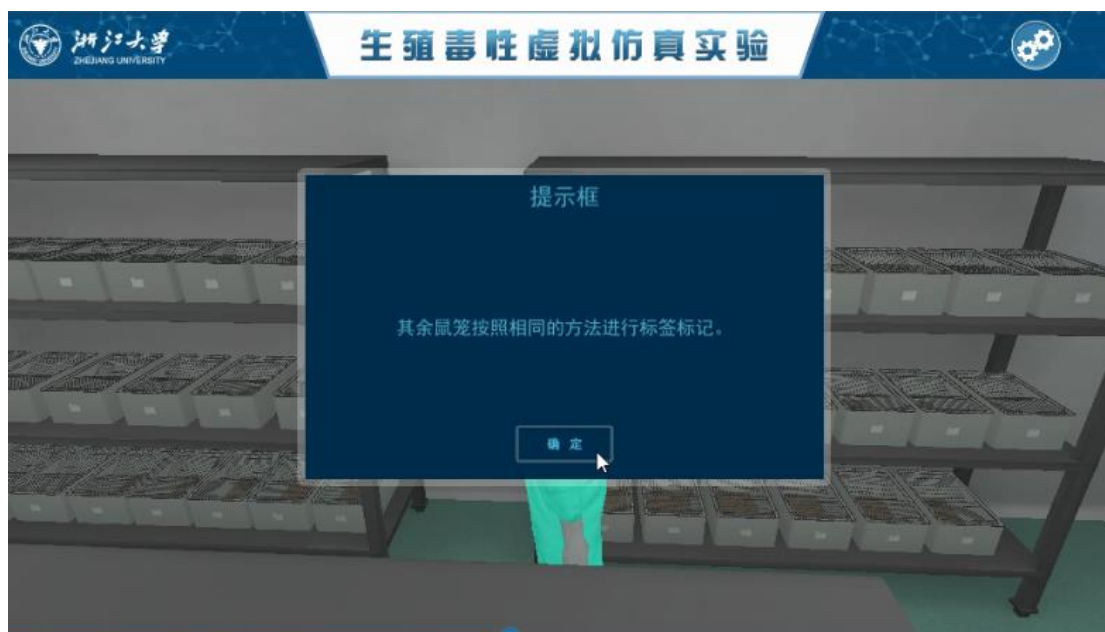 浙江大学
ZHEJIANG UNIVERSITY
生殖毒性虚拟仿真实验
提示框
其余鼠笼按照相同的方法进行标签标记。
确定